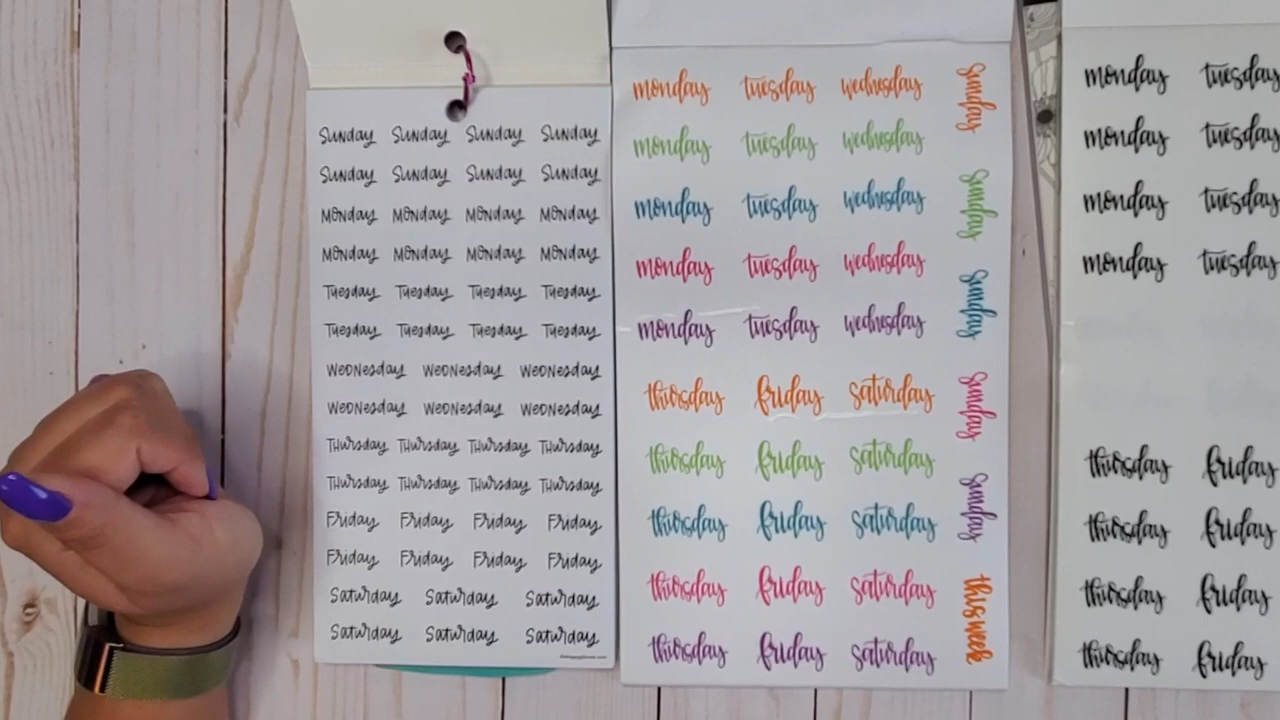 Sunday Sunday Sunday Sunday
Sunday Sunday Sunday Sunday
Monday Monday Monday Monday
Monday Monday Monday Monday
Tuesday Tuesday Tuesday Tuesday
Tuesday Tuesday Tuesday Tuesday
Wednesday Wednesday Wednesday
Wednesday Wednesday Wednesday
Thursday Thursday Thursday Thursday
Thursday Thursday Thursday Thursday
Friday Friday Friday Friday
Friday Friday Friday Friday
Saturday Saturday Saturday
Saturday Saturday Saturday
monday tuesday wednesday
monday tuesday wednesday
monday tuesday wednesday
monday tuesday wednesday
monday tuesday wednesday
thursday friday saturday
thursday friday saturday
thursday friday saturday
thursday friday saturday
thursday friday saturday
sunday
sunday
sunday
sunday
sunday
this week
monday tuesday
monday tuesday
monday tuesday
monday tuesday
thursday friday
thursday friday
thursday friday
thursday friday